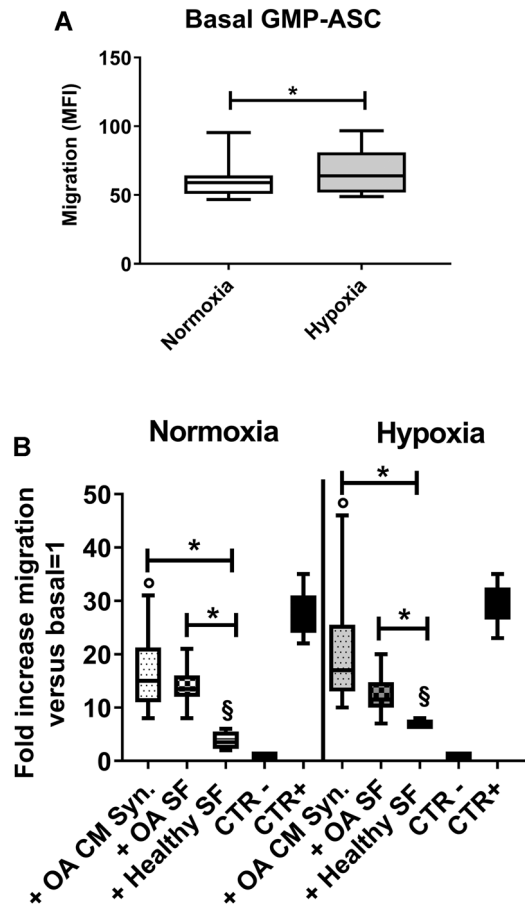 A
Basal GMP-ASC
Migration (MFI)
150
100
50
0
*
Normoxia
Hypoxia
B
Normoxia
Hypoxia
Fold increase migration
versus basal=1
50
40
30
20
10
0
*
*
*
*
§
§
+ OA CM Syn.
+ OA SF
+ Healthy SF
CTR -
CTR+
+ OA CM Syn.
+ OA SF
+ Healthy SF
CTR -
CTR+